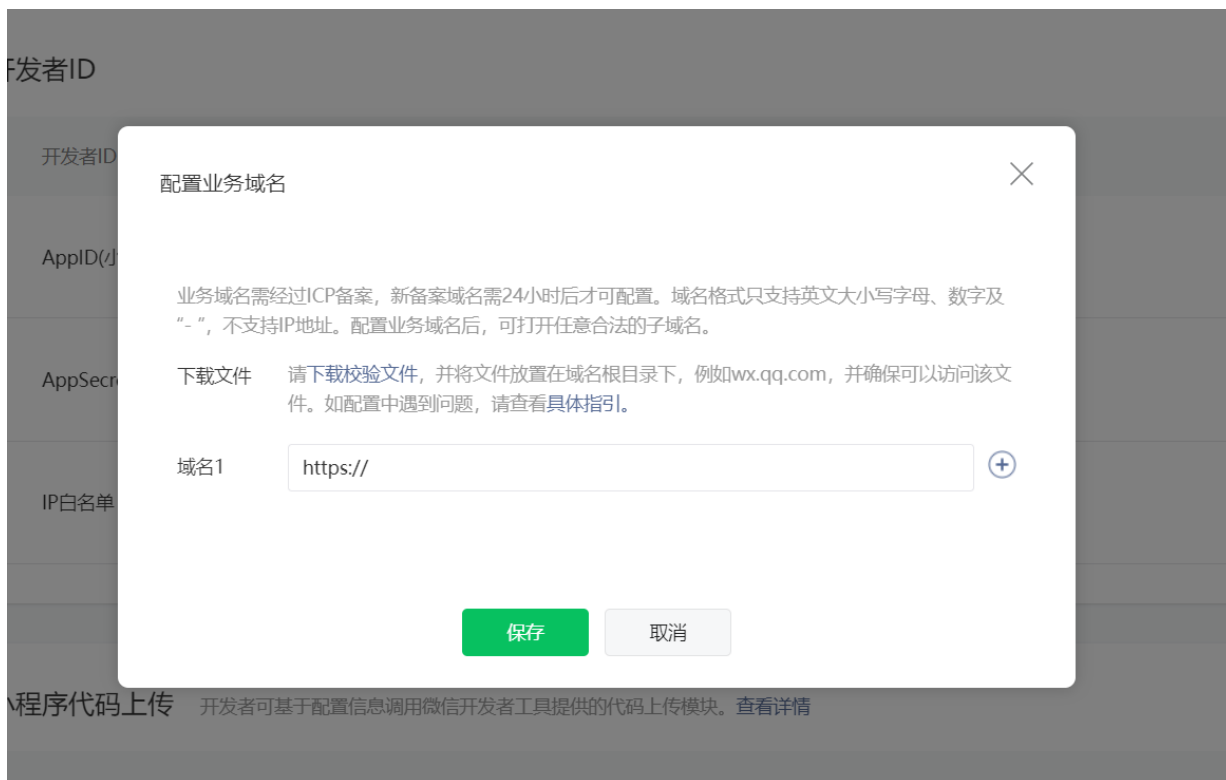 开发者ID
开发者ID
配置业务域名
AppID(小
业务域名需经过ICP备案，新备案域名需24小时后才可配置。域名格式只支持英文大小写字母、数字及
“- ”，不支持IP地址。配置业务域名后，可打开任意合法的子域名。
AppSecre
下载文件 请下载校验文件，并将文件放置在域名根目录下，例如wx.qq.com，并确保可以访问该文
件。如配置中遇到问题，请查看具体指引。
域名1 https://
IP白名单
保存 取消
小程序代码上传 开发者可基于配置信息调用微信开发者工具提供的代码上传模块。查看详情